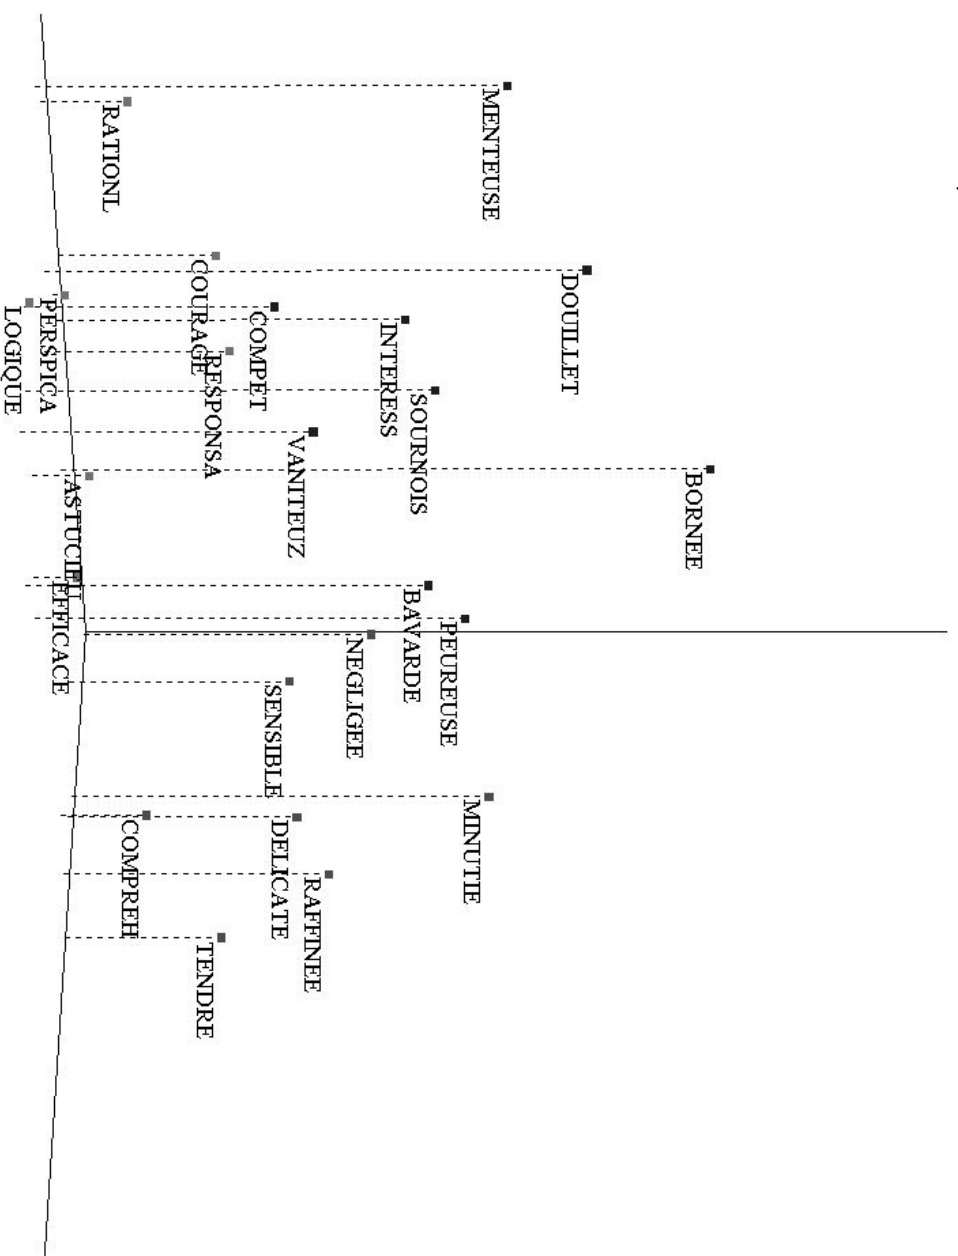 MENTEUSE
RATIONL
COURAGE
DOUILLET
PERSPICA
LOGIQUE
COMPET
INTERESS
RESPONSA
SOURNOIS
VANITEUZ
BORNEE
ASTUCIEU
EFFICACE
BAVARDE
PEUREUSE
NEGLIGEE
SENSIBLE
MINUTIE
COMPREH
DELICATE
RAFFINEE
TENDRE